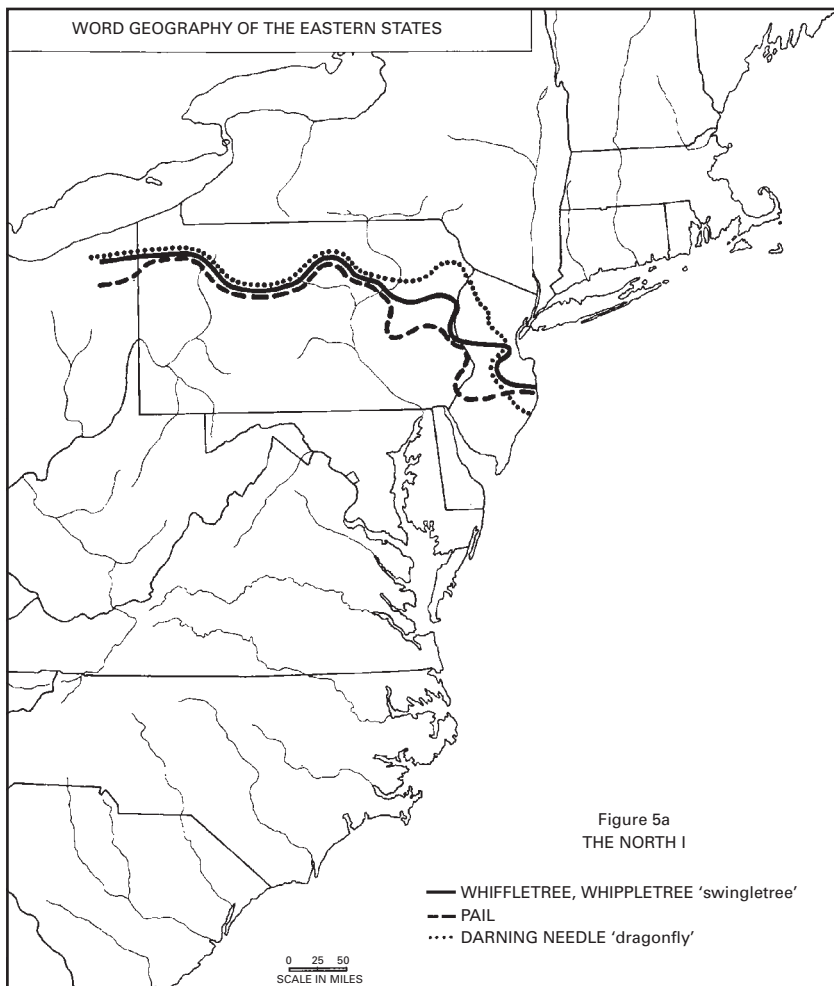 WORD GEOGRAPHY OF THE EASTERN STATES
Figure 5a
THE NORTH I
WHIFFLETREE, WHIPPLETREE ‘swingletree’
PAIL
DARNING NEEDLE ‘dragonfly’
0 25 50
SCALE IN MILES